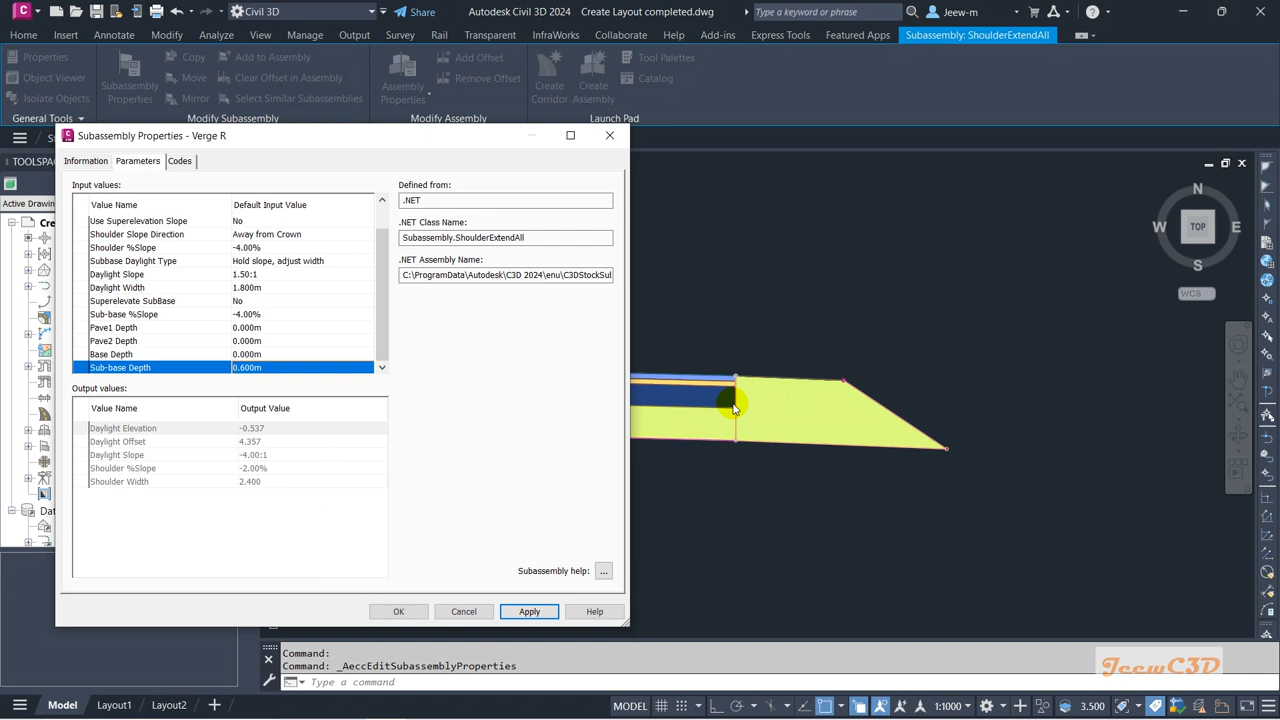 Civil 3D
Share
Autodesk Civil 3D 2024
Create Layout completed.dwg
Type a keyword or phrase
Jeew-m
Home
Insert
Annotate
Modify
Analyze
View
Manage
Output
Survey
Rail
Transparent
InfraWorks
Collaborate
Help
Add-ins
Express Tools
Featured Apps
Subassembly: ShoulderExtendAll
Properties
Object Viewer
Isolate Objects
General Tools
Subassembly
Properties
Copy
Move
Mirror
Add to Assembly
Clear Offset in Assembly
Select Similar Subassemblies
Modify Subassembly
Assembly
Properties
Add Offset
Modify Offset
Modify Assembly
Create
Corridor
Create
Assembly
Tool Palettes
Catalog
Launch Pad
TOOLSPAC
Active Drawin
Cre
Dat
Subassembly Properties - Verge R
Information
Parameters
Codes
Input values:
Value Name
Default Input Value
Use Superelevation Slope
No
Shoulder Slope Direction
Away from Crown
Shoulder %Slope
-4.00%
Subbase Daylight Type
Hold slope, adjust width
Daylight Slope
1.50:1
Daylight Width
1.800m
Superelevate SubBase
No
Sub-base %Slope
-4.00%
Pave1 Depth
0.000m
Pave2 Depth
0.000m
Base Depth
0.000m
Sub-base Depth
0.600m
Output values:
Value Name
Output Value
Daylight Elevation
-0.537
Daylight Offset
4.357
Daylight Slope
-4.00:1
Shoulder %Slope
-2.00%
Shoulder Width
2.400
Defined from:
.NET
.NET Class Name:
Subassembly.ShoulderExtendAll
.NET Assembly Name:
C:\ProgramData\Autodesk\C3D 2024\enu\C3DStockSul
Subassembly help:
...
OK
Cancel
Apply
Help
N
W
TOP
E
S
WCS
Command:
Command: _AeccEditSubassemblyProperties
Type a command
JeewC3D
Model
Layout1
Layout2
MODEL
1:1000
3.500